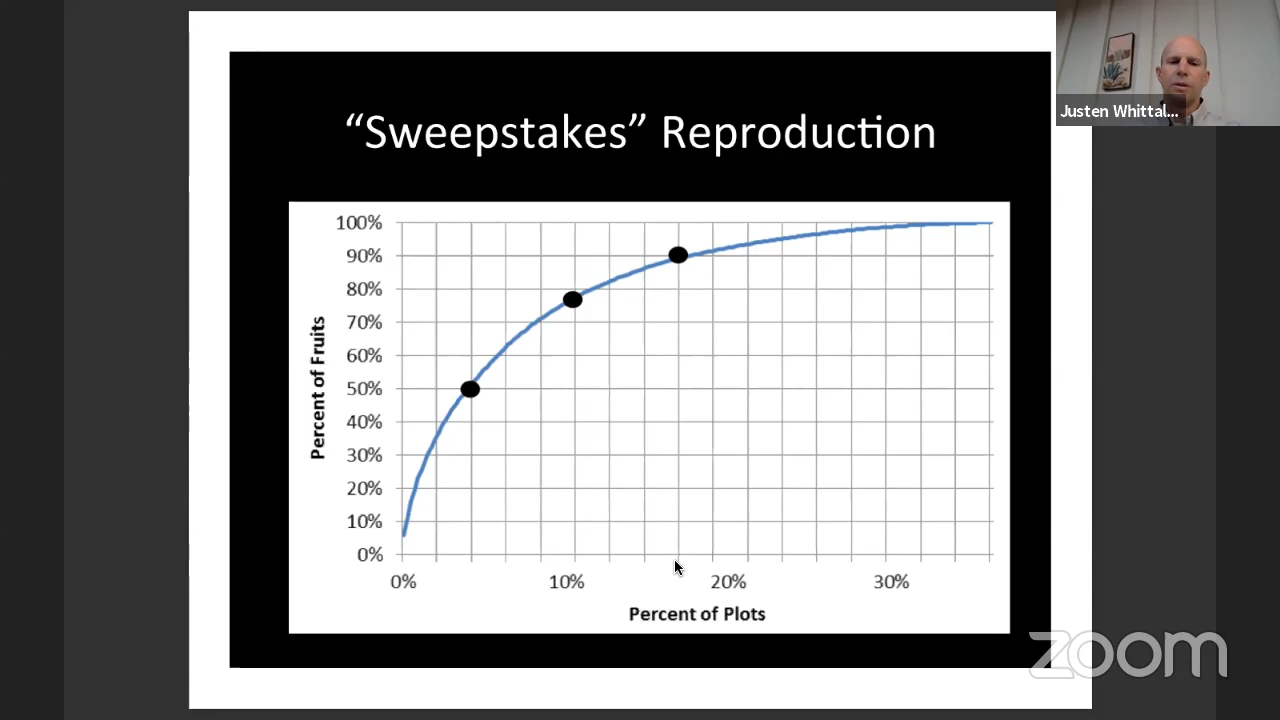 “Sweepstakes” Reproduction
100%
90%
80%
70%
60%
50%
40%
30%
20%
10%
0%
Percent of Fruits
0% 10% 20% 30%
Percent of Plots
Justen Whittal...
zoom